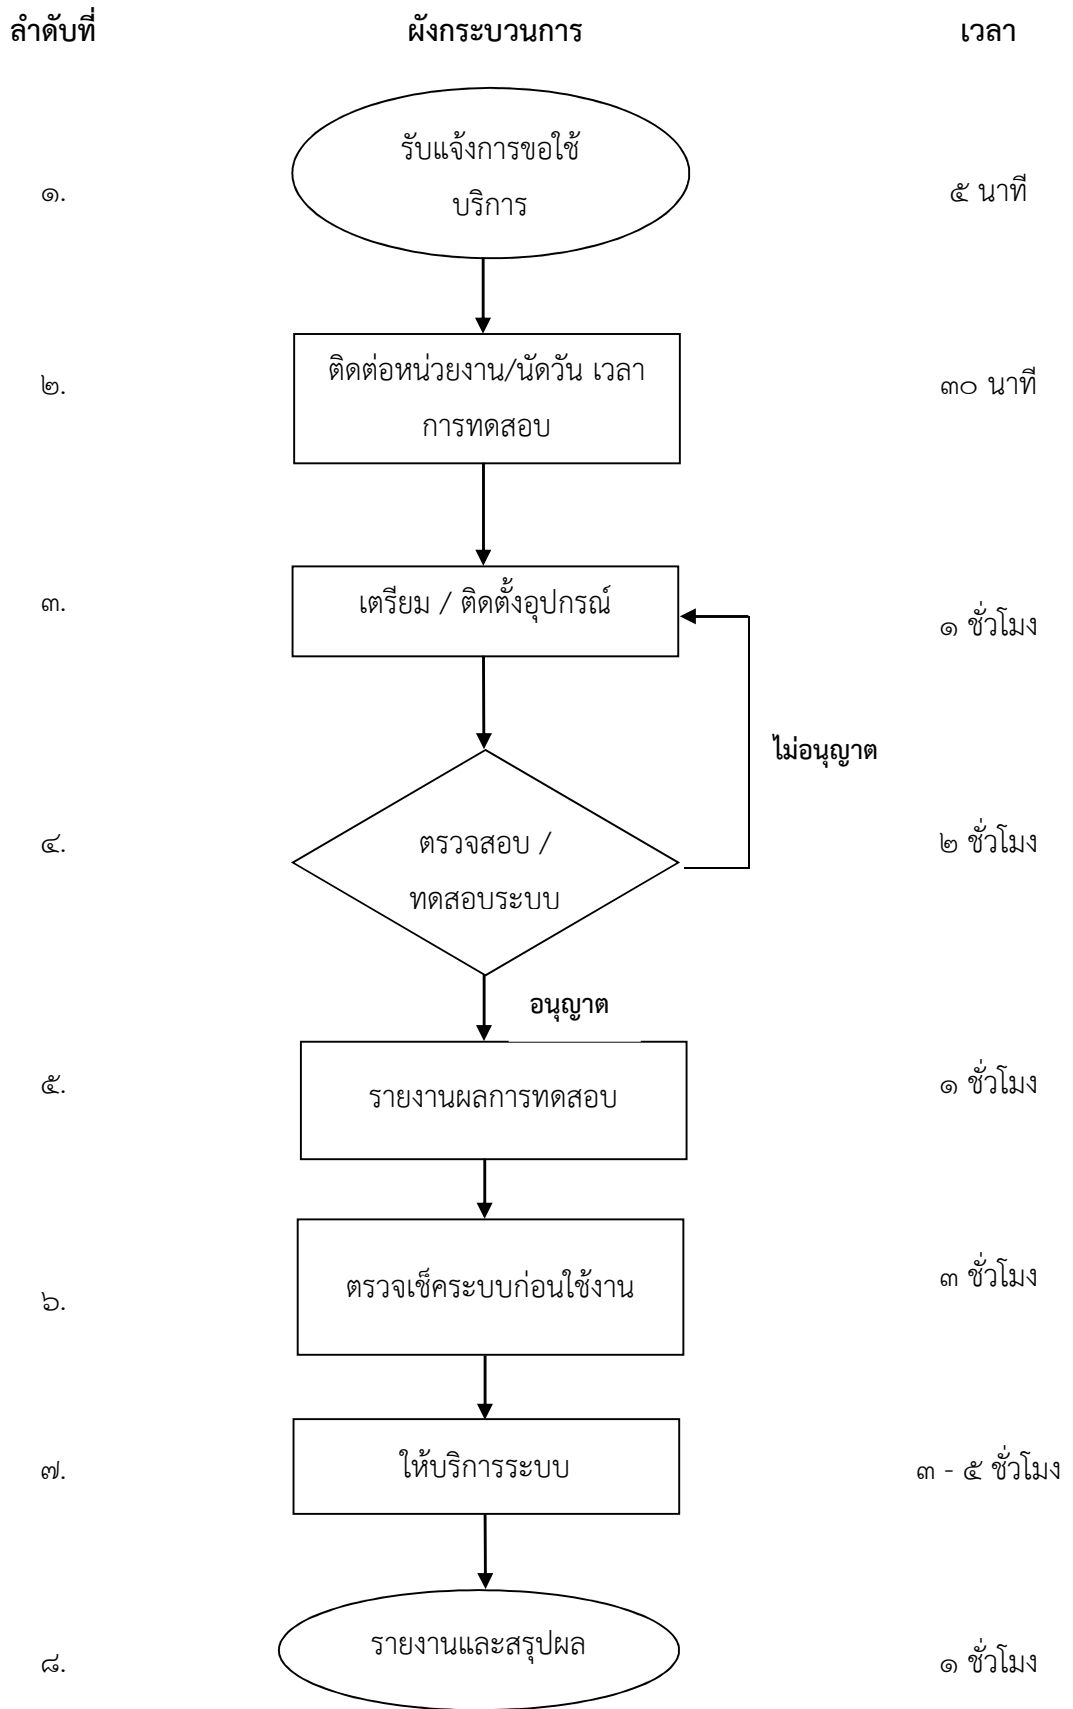 ลำดับที่ ผังกระบวนการ เวลา
รับแจ้งการขอใช้
บริการ
๑. ๕ นาที
ติดต่อหน่วยงาน/นัดวัน เวลา
การทดสอบ
๒. ๓๐ นาที
๓. เตรียม / ติดตั้งอุปกรณ์ ๑ ชั่วโมง
ไม่อนุญาต
๔. ตรวจสอบ / ๒ ชั่วโมง
ทดสอบระบบ
อนุญาต
๕. รายงานผลการทดสอบ ๑ ชั่วโมง
๖. ตรวจเช็คระบบก่อนใช้งาน ๓ ชั่วโมง
๗. ให้บริการระบบ ๓ - ๕ ชั่วโมง
๘. รายงานและสรุปผล ๑ ชั่วโมง